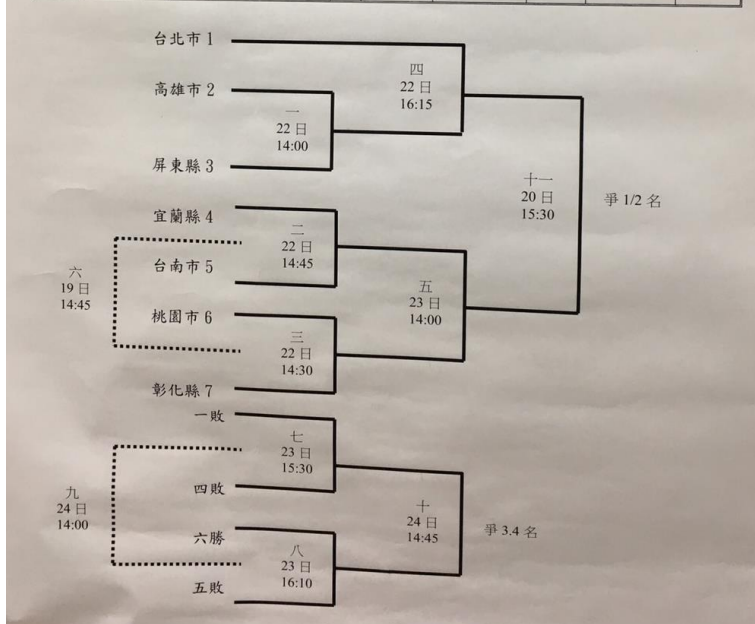 台北市 1
高雄市 2
一
22 日
14:00
屏東縣 3
四
22 日
16:15
宜蘭縣 4
二
22 日
14:45
台南市 5
六
19 日
14:45
桃園市 6
三
22 日
14:30
彰化縣 7
五
23 日
14:00
十一
20 日
15:30
爭 1/2 名
一敗
七
23 日
15:30
四敗
九
24 日
14:00
六勝
八
23 日
16:10
五敗
十
24 日
14:45
爭 3.4 名